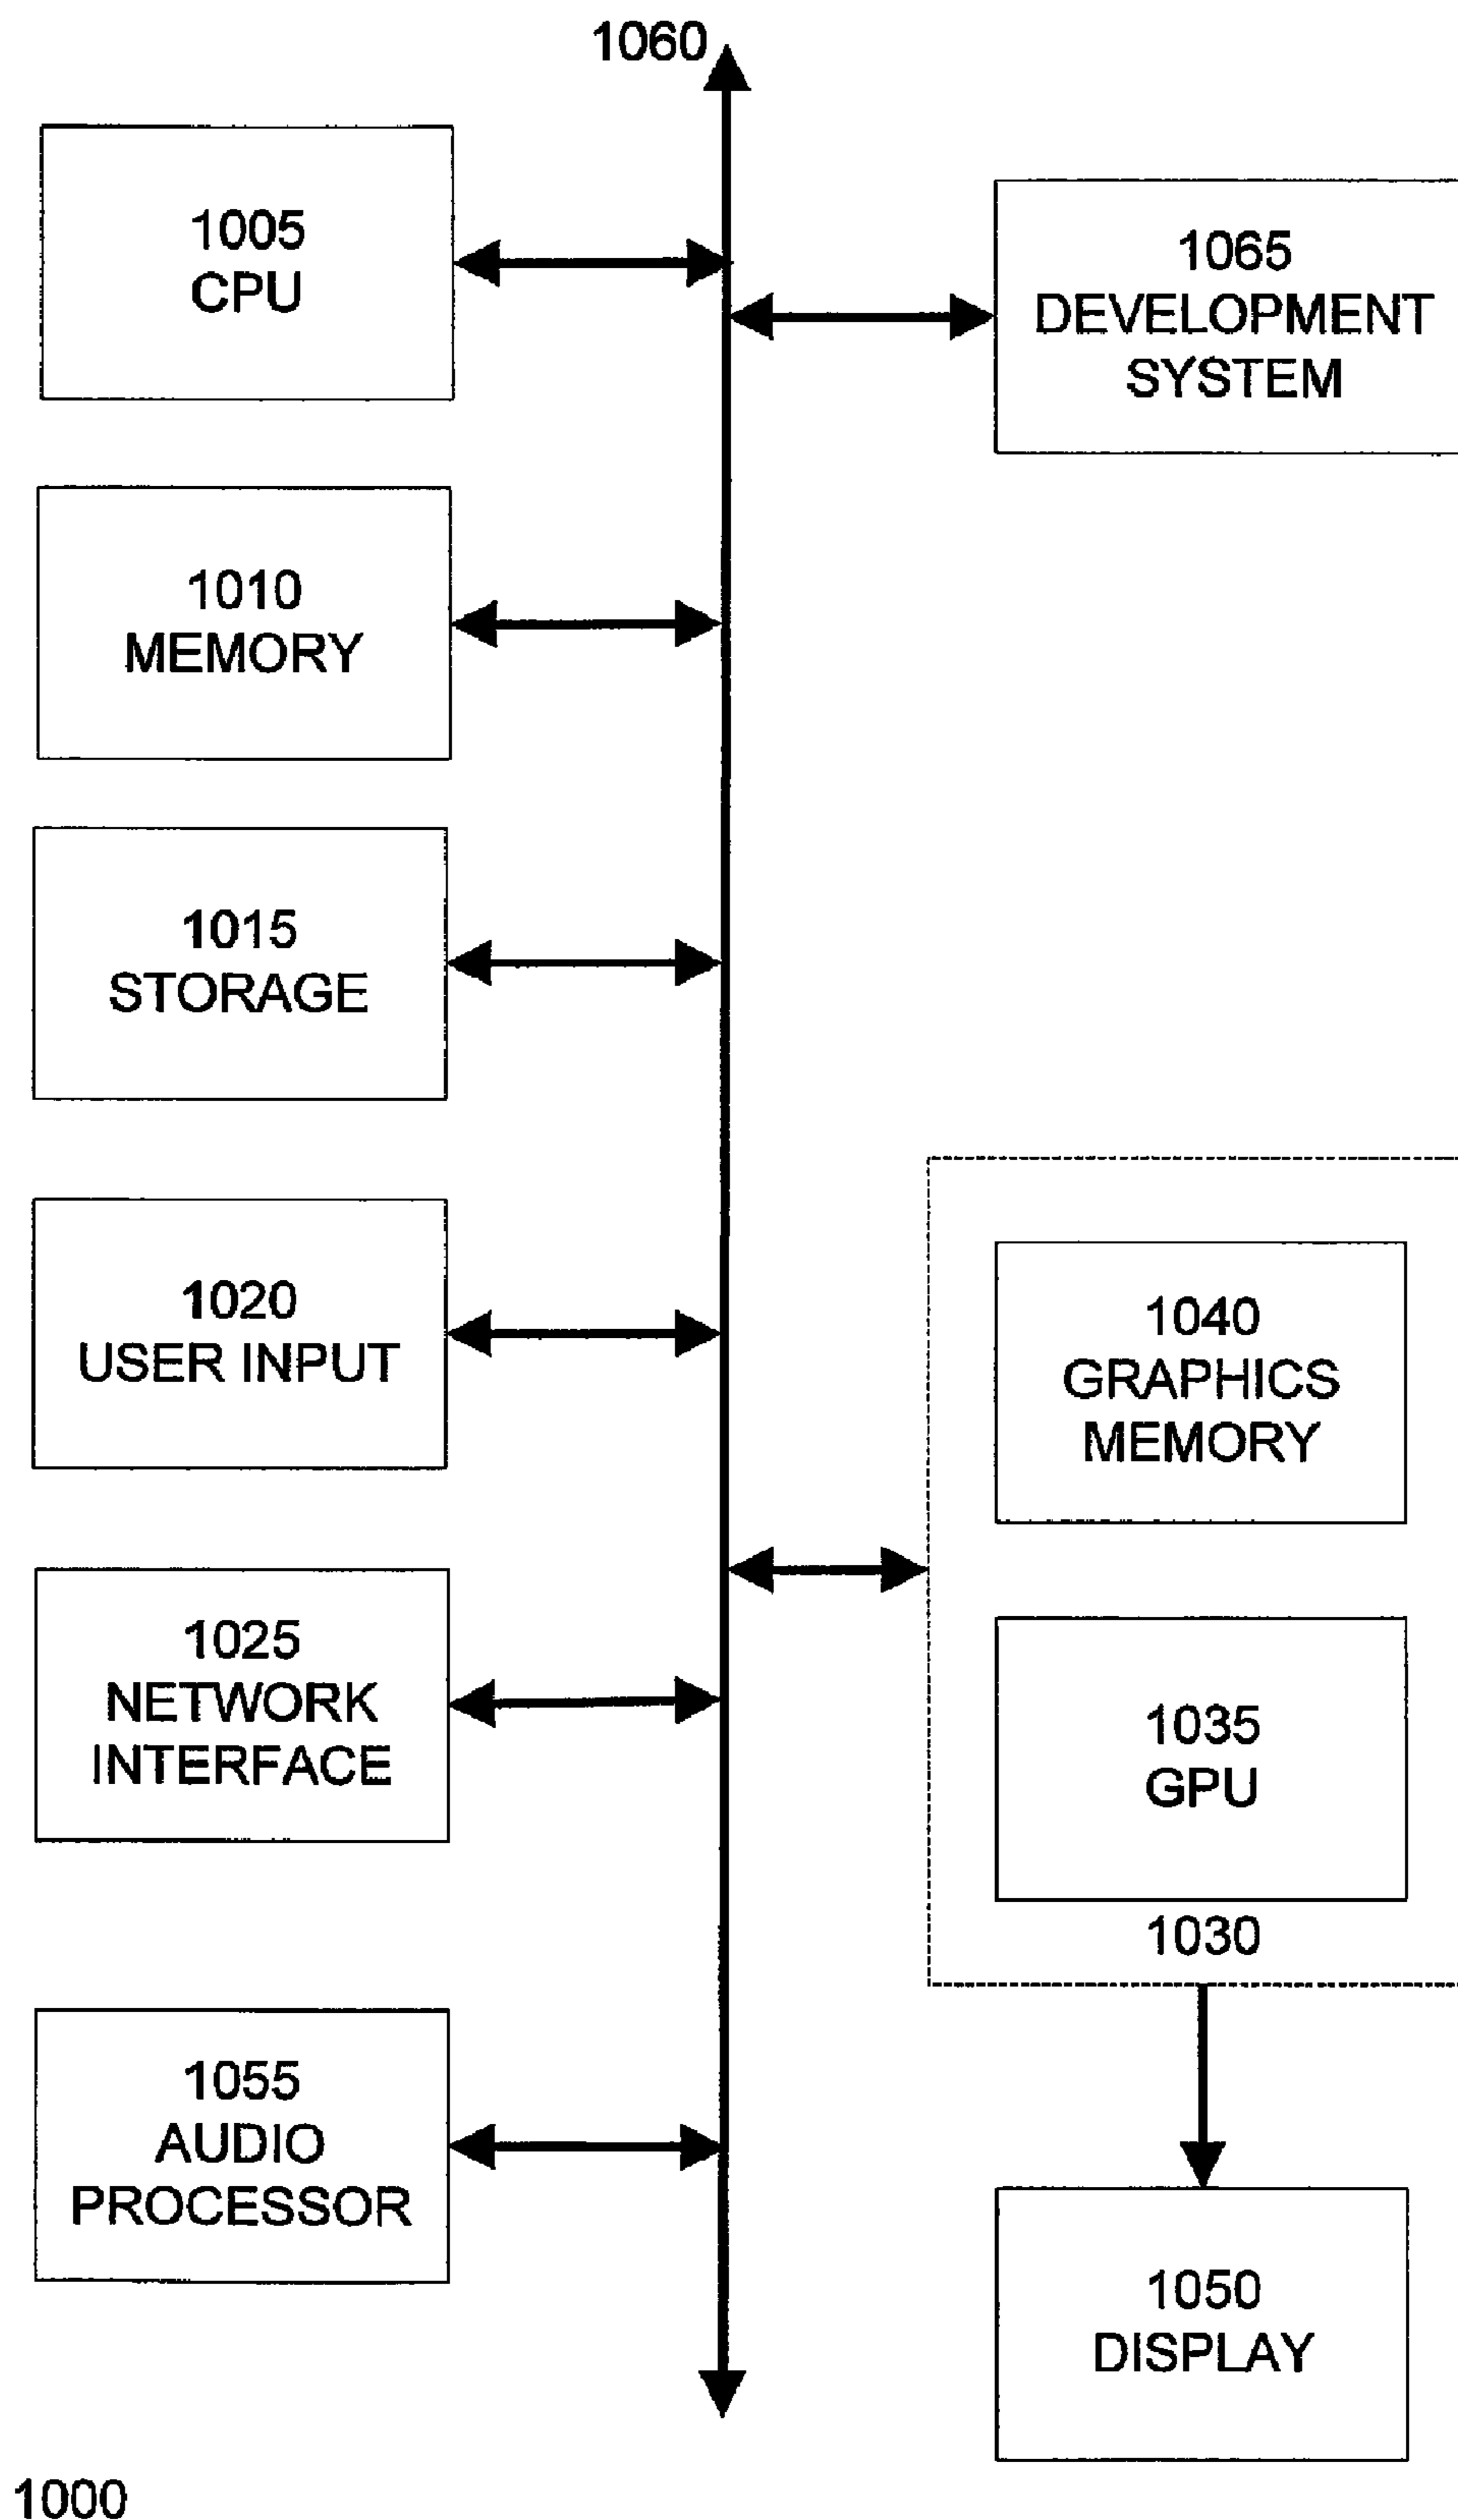 1060
1005
CPU
1065
DEVELOPMENT
SYSTEM
1010
MEMORY
1015
STORAGE
1020
USER INPUT
1040
GRAPHICS
MEMORY
1025
NETWORK
INTERFACE
1035
GPU
1030
1055
AUDIO
PROCESSOR
1050
DISPLAY
1000